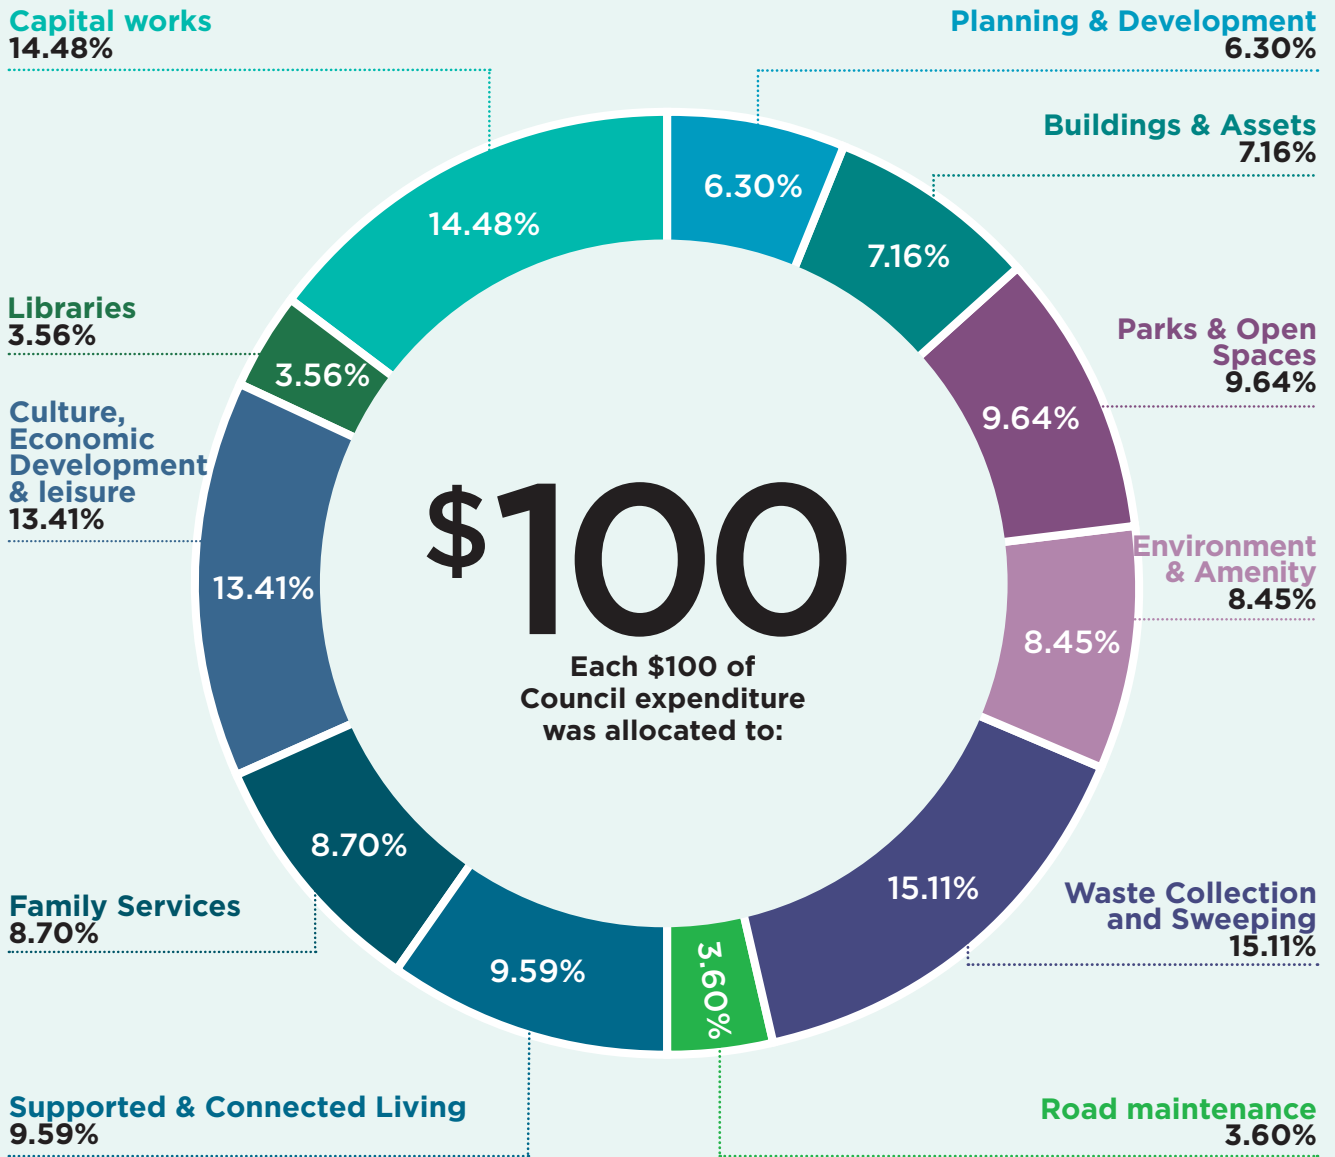 Capital works
14.48%
Planning & Development
6.30%
Buildings & Assets
7.16%
Parks & Open
Spaces
9.64%
Environment
& Amenity
8.45%
Waste Collection
and Sweeping
15.11%
Road maintenance
3.60%
Supported & Connected Living
9.59%
Family Services
8.70%
Culture,
Economic
Development
& leisure
13.41%
Libraries
3.56%
14.48%
6.30%
7.16%
9.64%
8.45%
15.11%
3.60%
9.59%
8.70%
13.41%
3.56%
$100
Each $100 of
Council expenditure
was allocated to: